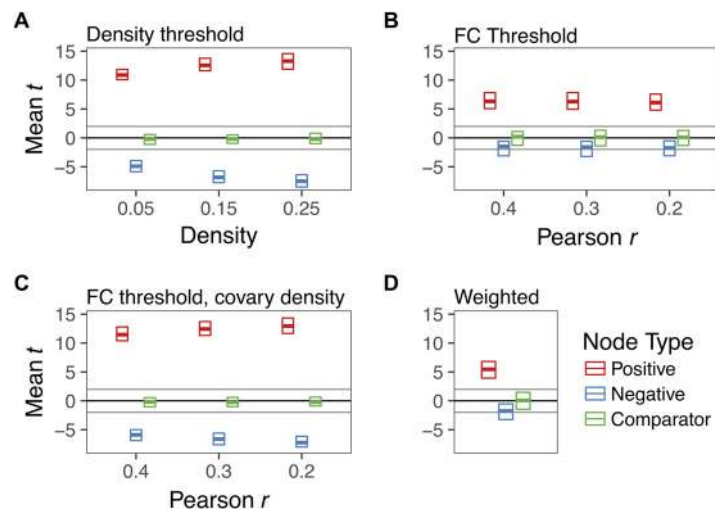 A
Density threshold
Mean t
15
10
5
0
−5
0.05 0.15 0.25
Density
B
FC Threshold
15
10
5
0
−5
0.4 0.3 0.2
Pearson r
C
FC threshold, covary density
Mean t
15
10
5
0
−5
0.4 0.3 0.2
Pearson r
D
Weighted
15
10
5
0
−5
Node Type
Positive
Negative
Comparator